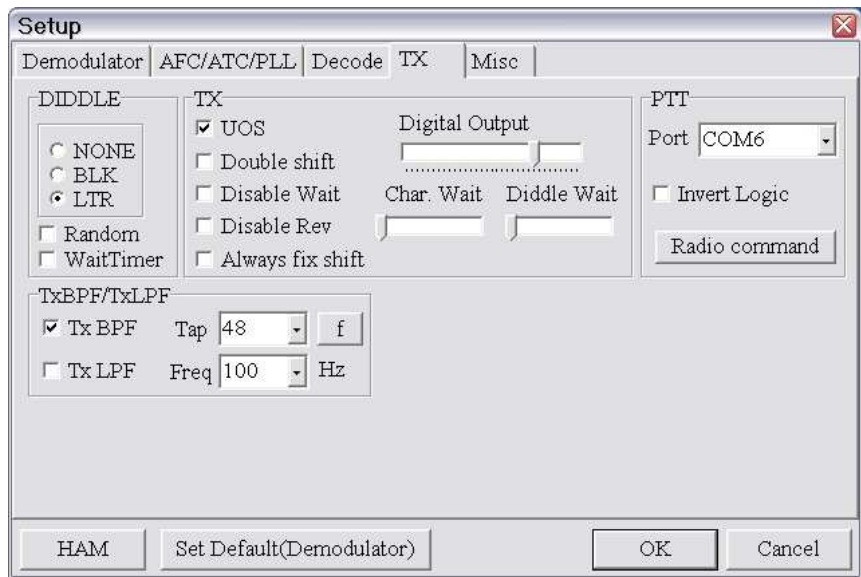 Setup
Demodulator AFC/ATC/PLL Decode TX Misc
DIDDLE
NONE
BLK
LTR
Random
WaitTimer
TX
UOS
Double shift
Disable Wait
Disable Rev
Always fix shift
Digital Output
Char. Wait Diddle Wait
PTT
Port COM6
Invert Logic
Radio command
TxBPF/TxLPF
Tx BPF Tap 48 f
Tx LPF Freq 100 Hz
HAM Set Default(Demodulator) OK Cancel